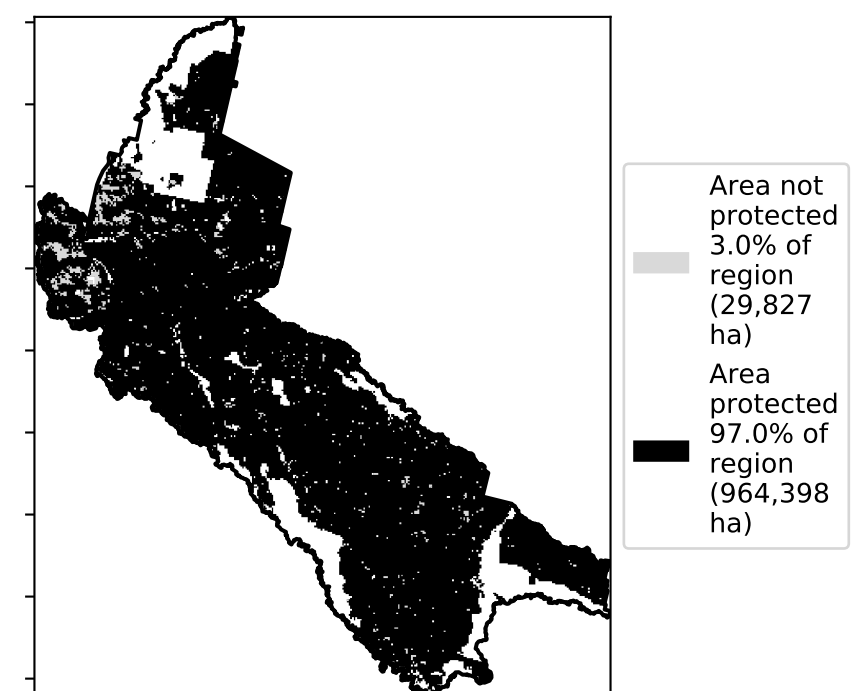 Area not
protected
3.0% of
region
(29,827
ha)
Area
protected
97.0% of
region
(964,398
ha)